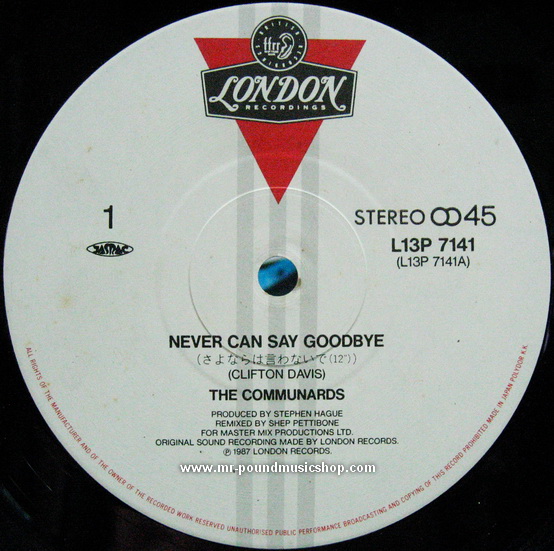 ffrr
LONDON
RECORDINGS
1
STEREO 45
JASRAC
L13P 7141
(L13P 7141A)
NEVER CAN SAY GOODBYE
(さよならは言わないで(12"))
(CLIFTON DAVIS)
THE COMMUNARDS
PRODUCED BY STEPHEN HAGUE
REMIXED BY SHEP PETTIBONE
FOR MASTER MIX PRODUCTIONS LTD.
ORIGINAL SOUND RECORDING MADE BY LONDON RECORDS.
℗ 1987 LONDON RECORDS.
www.mr-poundmusicshop.com
ALL RIGHTS OF THE MANUFACTURER AND OF THE OWNER OF THE RECORDED WORK RESERVED UNAUTHORISED PUBLIC PERFORMANCE BROADCASTING AND COPYING OF THIS RECORD PROHIBITED MADE IN JAPAN POLYDOR K.K.